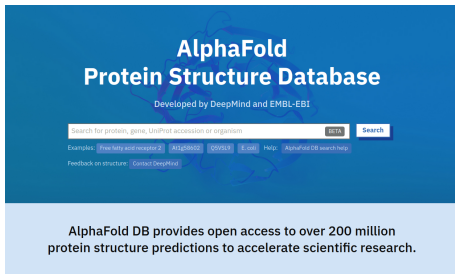 AlphaFold
Protein Structure Database
Developed by DeepMind and EMBL-EBI
Search for protein, gene, UniProt accession or organism BETA Search
Examples: Free fatty acid receptor 2 At1g58602 Q5VSL9 E. coli Help: AlphaFold DB search help
Feedback on structure: Contact DeepMind
AlphaFold DB provides open access to over 200 million
protein structure predictions to accelerate scientific research.